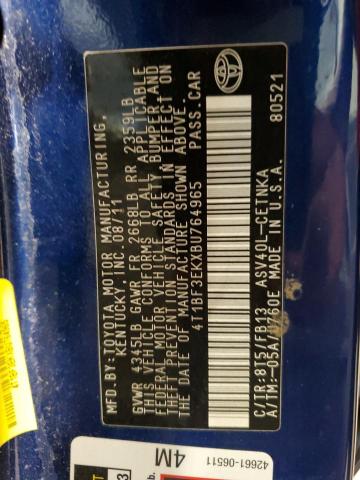 MFD.BY: TOYOTA MOTOR MANUFACTURING,
KENTUCKY, INC. 08/11
GVWR 4345LB GAWR FR 2668LB RR 2359LB
THIS VEHICLE CONFORMS TO ALL APPLICABLE
FEDERAL MOTOR VEHICLE SAFETY, BUMPER, AND
THEFT PREVENTION STANDARDS IN EFFECT ON
THE DATE OF MANUFACTURE SHOWN ABOVE.
4T1BF3EKXBU764965 PASS.CAR
C/TR: 8T5/FB13 ASV40L-CETNKA
A/TM: -05A/U760E MADE IN U.S.A. 80521
42661-06511
4M